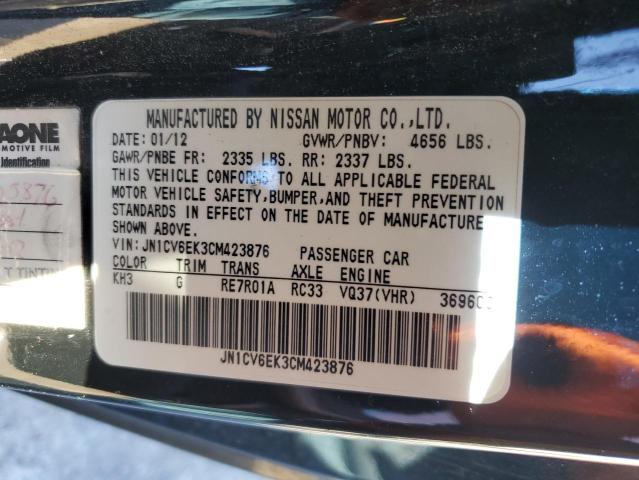 AONE
OMOTIVE FILM
Identification
T TINTIN
MANUFACTURED BY NISSAN MOTOR CO.,LTD.
DATE: 01/12 GVWR/PNBV: 4656 LBS.
GAWR/PNBE FR: 2335 LBS. RR: 2337 LBS.
THIS VEHICLE CONFORMS TO ALL APPLICABLE FEDERAL
MOTOR VEHICLE SAFETY,BUMPER,AND THEFT PREVENTION
STANDARDS IN EFFECT ON THE DATE OF MANUFACTURE
SHOWN ABOVE.
VIN: JN1CV6EK3CM423876 PASSENGER CAR
COLOR TRIM TRANS AXLE ENGINE
KH3 G RE7R01A RC33 VQ37(VHR)
JN1CV6EK3CM423876